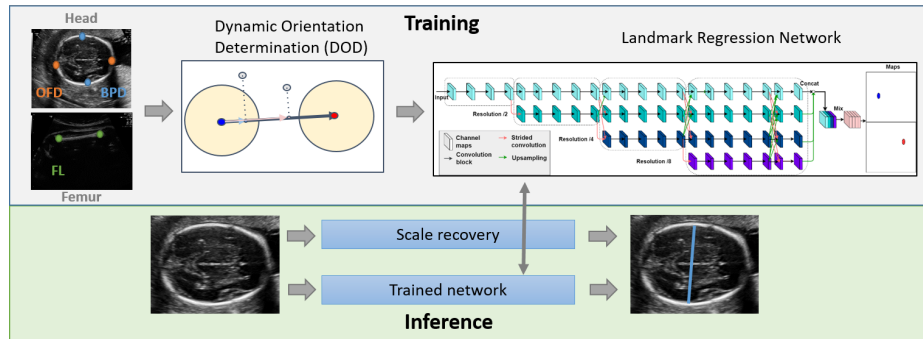 Training
Head
OFD
BPD
FL
Femur
Dynamic Orientation
Determination (DOD)
Landmark Regression Network
Input
Resolution /2
Resolution /4
Resolution /8
Concat
Mix
Maps
Channel
maps
Convolution
block
Strided
convolution
Upsampling
Scale recovery
Trained network
Inference